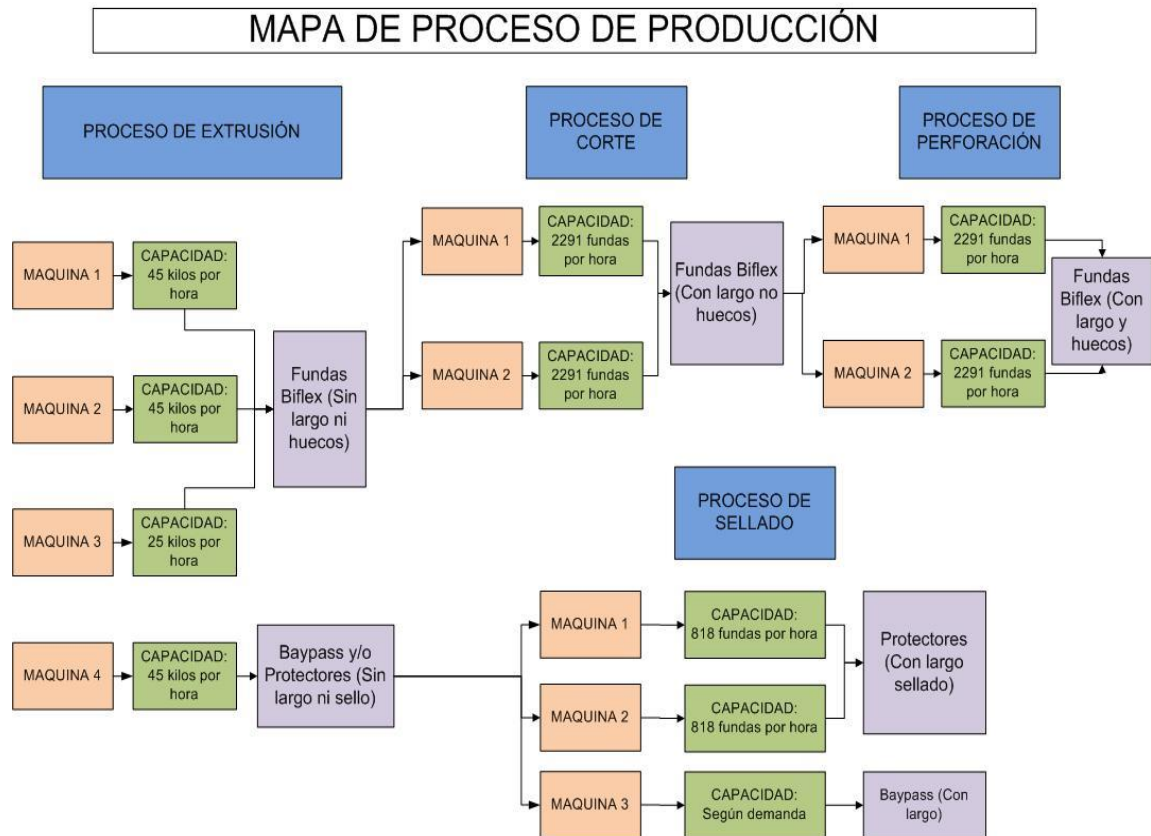 MAPA DE PROCESO DE PRODUCCIÓN
PROCESO DE EXTRUSIÓN
PROCESO DE
CORTE
PROCESO DE
PERFORACIÓN
MAQUINA 1
CAPACIDAD:
45 kilos por
hora
MAQUINA 2
CAPACIDAD:
45 kilos por
hora
MAQUINA 3
CAPACIDAD:
25 kilos por
hora
Fundas
Biflex (Sin
largo ni
huecos)
MAQUINA 1
CAPACIDAD:
2291 fundas
por hora
MAQUINA 2
CAPACIDAD:
2291 fundas
por hora
Fundas Biflex
(Con largo no
huecos)
MAQUINA 1
CAPACIDAD:
2291 fundas
por hora
MAQUINA 2
CAPACIDAD:
2291 fundas
por hora
Fundas
Biflex (Con
largo y
huecos)
PROCESO DE
SELLADO
MAQUINA 4
CAPACIDAD:
45 kilos por
hora
Baypass y/o
Protectores (Sin
largo ni sello)
MAQUINA 1
CAPACIDAD:
818 fundas por hora
MAQUINA 2
CAPACIDAD:
818 fundas por hora
Protectores
(Con largo
sellado)
MAQUINA 3
CAPACIDAD:
Según demanda
Baypass (Con
largo)